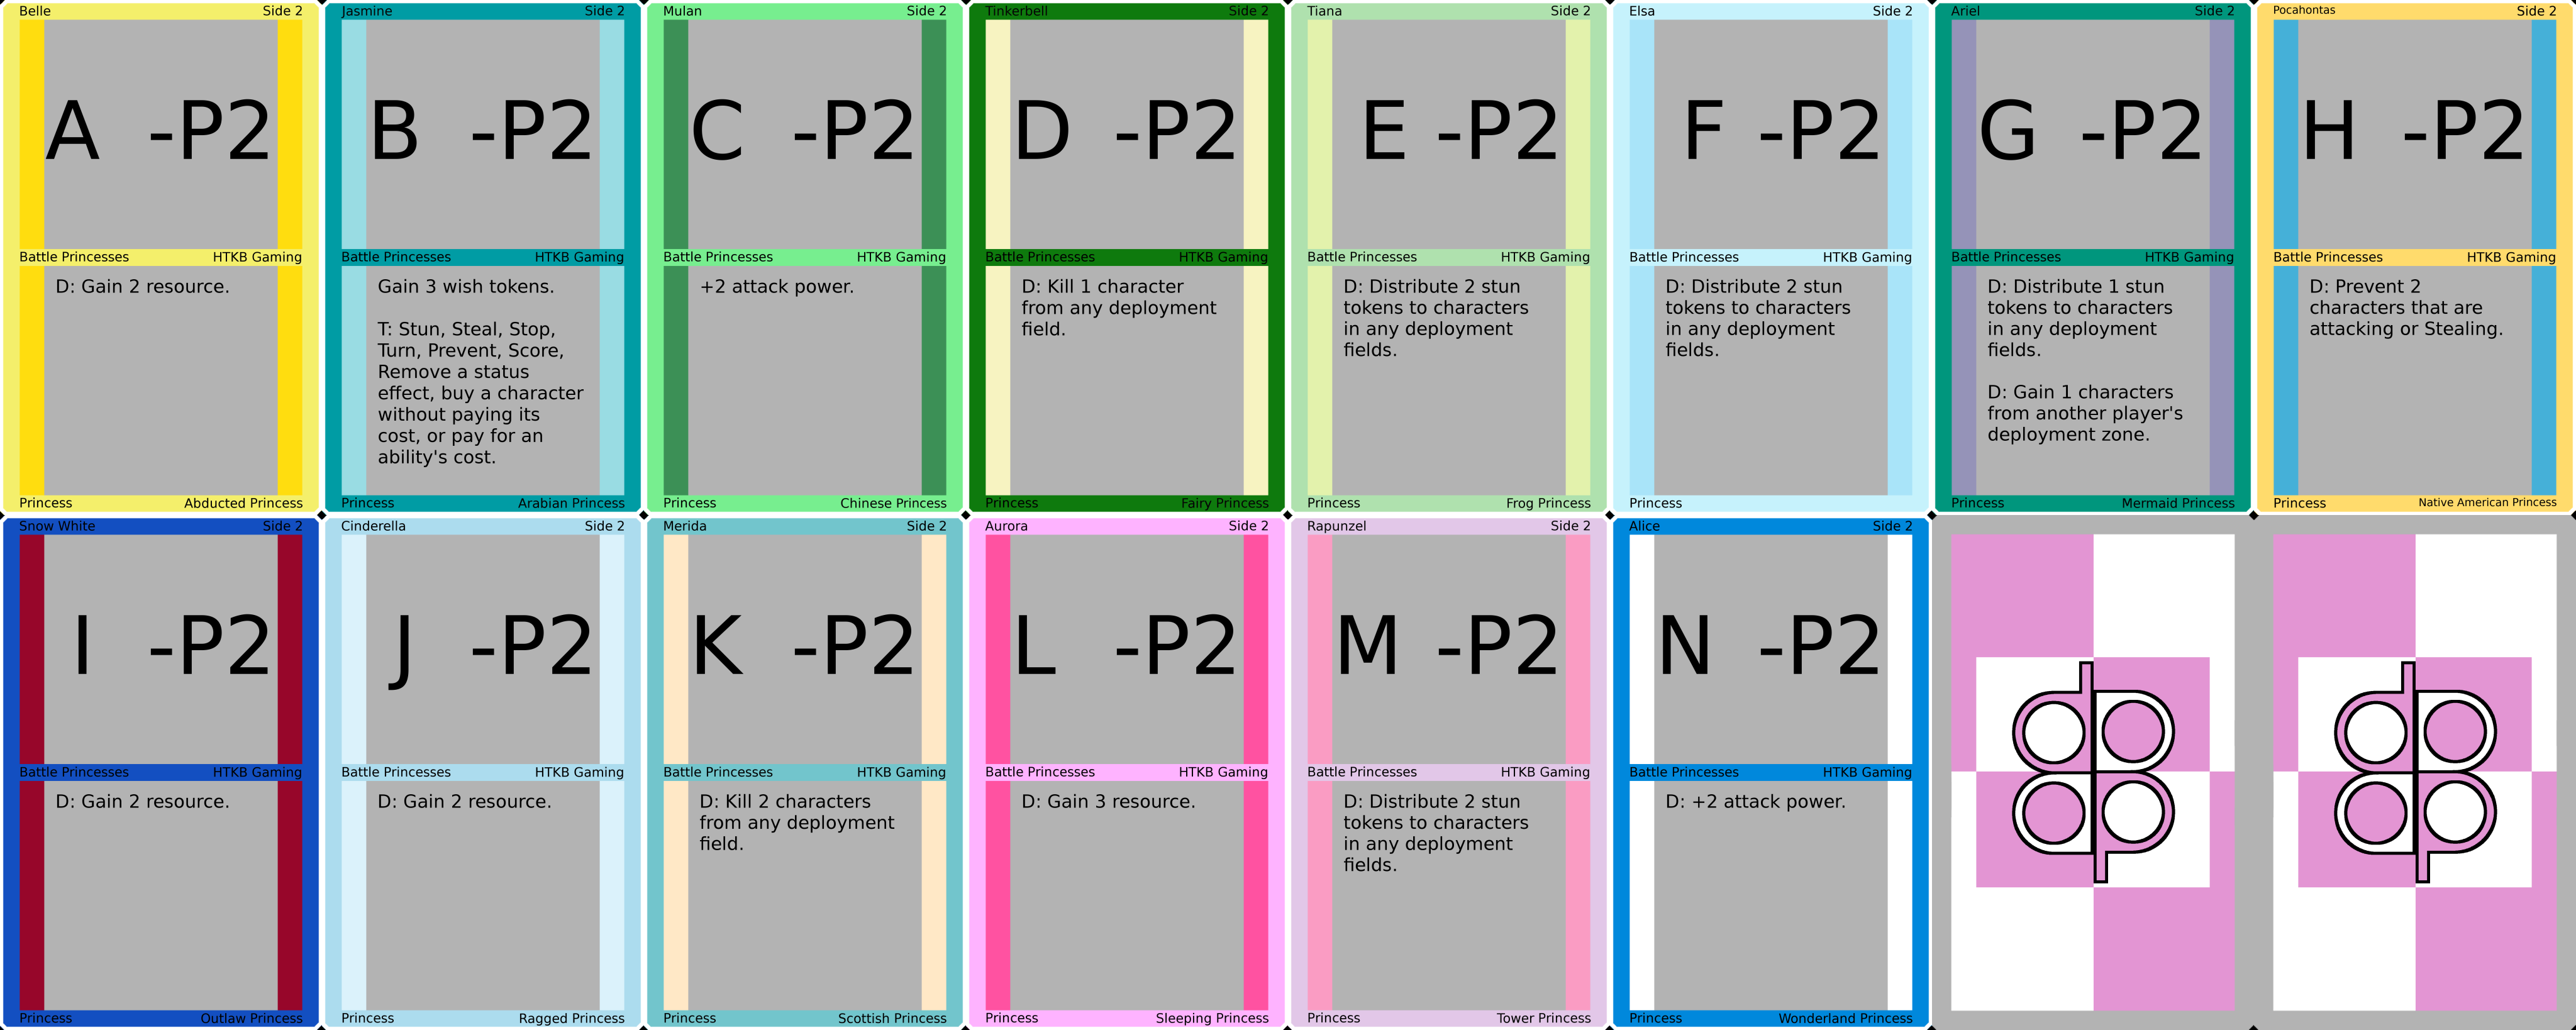 Belle Side 2
A -P2
Battle Princesses HTKB Gaming
D: Gain 2 resource.
Princess Abducted Princess
Jasmine Side 2
B -P2
Battle Princesses HTKB Gaming
Gain 3 wish tokens.
T: Stun, Steal, Stop,
Turn, Prevent, Score,
Remove a status
effect, buy a character
without paying its
cost, or pay for an
ability's cost.
Princess Arabian Princess
Mulan Side 2
C -P2
Battle Princesses HTKB Gaming
+2 attack power.
Princess Chinese Princess
Tinkerbell Side 2
D -P2
Battle Princesses HTKB Gaming
D: Kill 1 character
from any deployment
field.
Princess Fairy Princess
Tiana Side 2
E -P2
Battle Princesses HTKB Gaming
D: Distribute 2 stun
tokens to characters
in any deployment
fields.
Princess Frog Princess
Elsa Side 2
F -P2
Battle Princesses HTKB Gaming
D: Distribute 2 stun
tokens to characters
in any deployment
fields.
Princess
Ariel Side 2
G -P2
Battle Princesses HTKB Gaming
D: Distribute 1 stun
tokens to characters
in any deployment
fields.
D: Gain 1 characters
from another player's
deployment zone.
Princess Mermaid Princess
Pocahontas Side 2
H -P2
Battle Princesses HTKB Gaming
D: Prevent 2
characters that are
attacking or Stealing.
Princess Native American Princess
Snow White Side 2
I -P2
Battle Princesses HTKB Gaming
D: Gain 2 resource.
Princess Outlaw Princess
Cinderella Side 2
J -P2
Battle Princesses HTKB Gaming
D: Gain 2 resource.
Princess Ragged Princess
Merida Side 2
K -P2
Battle Princesses HTKB Gaming
D: Kill 2 characters
from any deployment
field.
Princess Scottish Princess
Aurora Side 2
L -P2
Battle Princesses HTKB Gaming
D: Gain 3 resource.
Princess Sleeping Princess
Rapunzel Side 2
M -P2
Battle Princesses HTKB Gaming
D: Distribute 2 stun
tokens to characters
in any deployment
fields.
Princess Tower Princess
Alice Side 2
N -P2
Battle Princesses HTKB Gaming
D: +2 attack power.
Princess Wonderland Princess